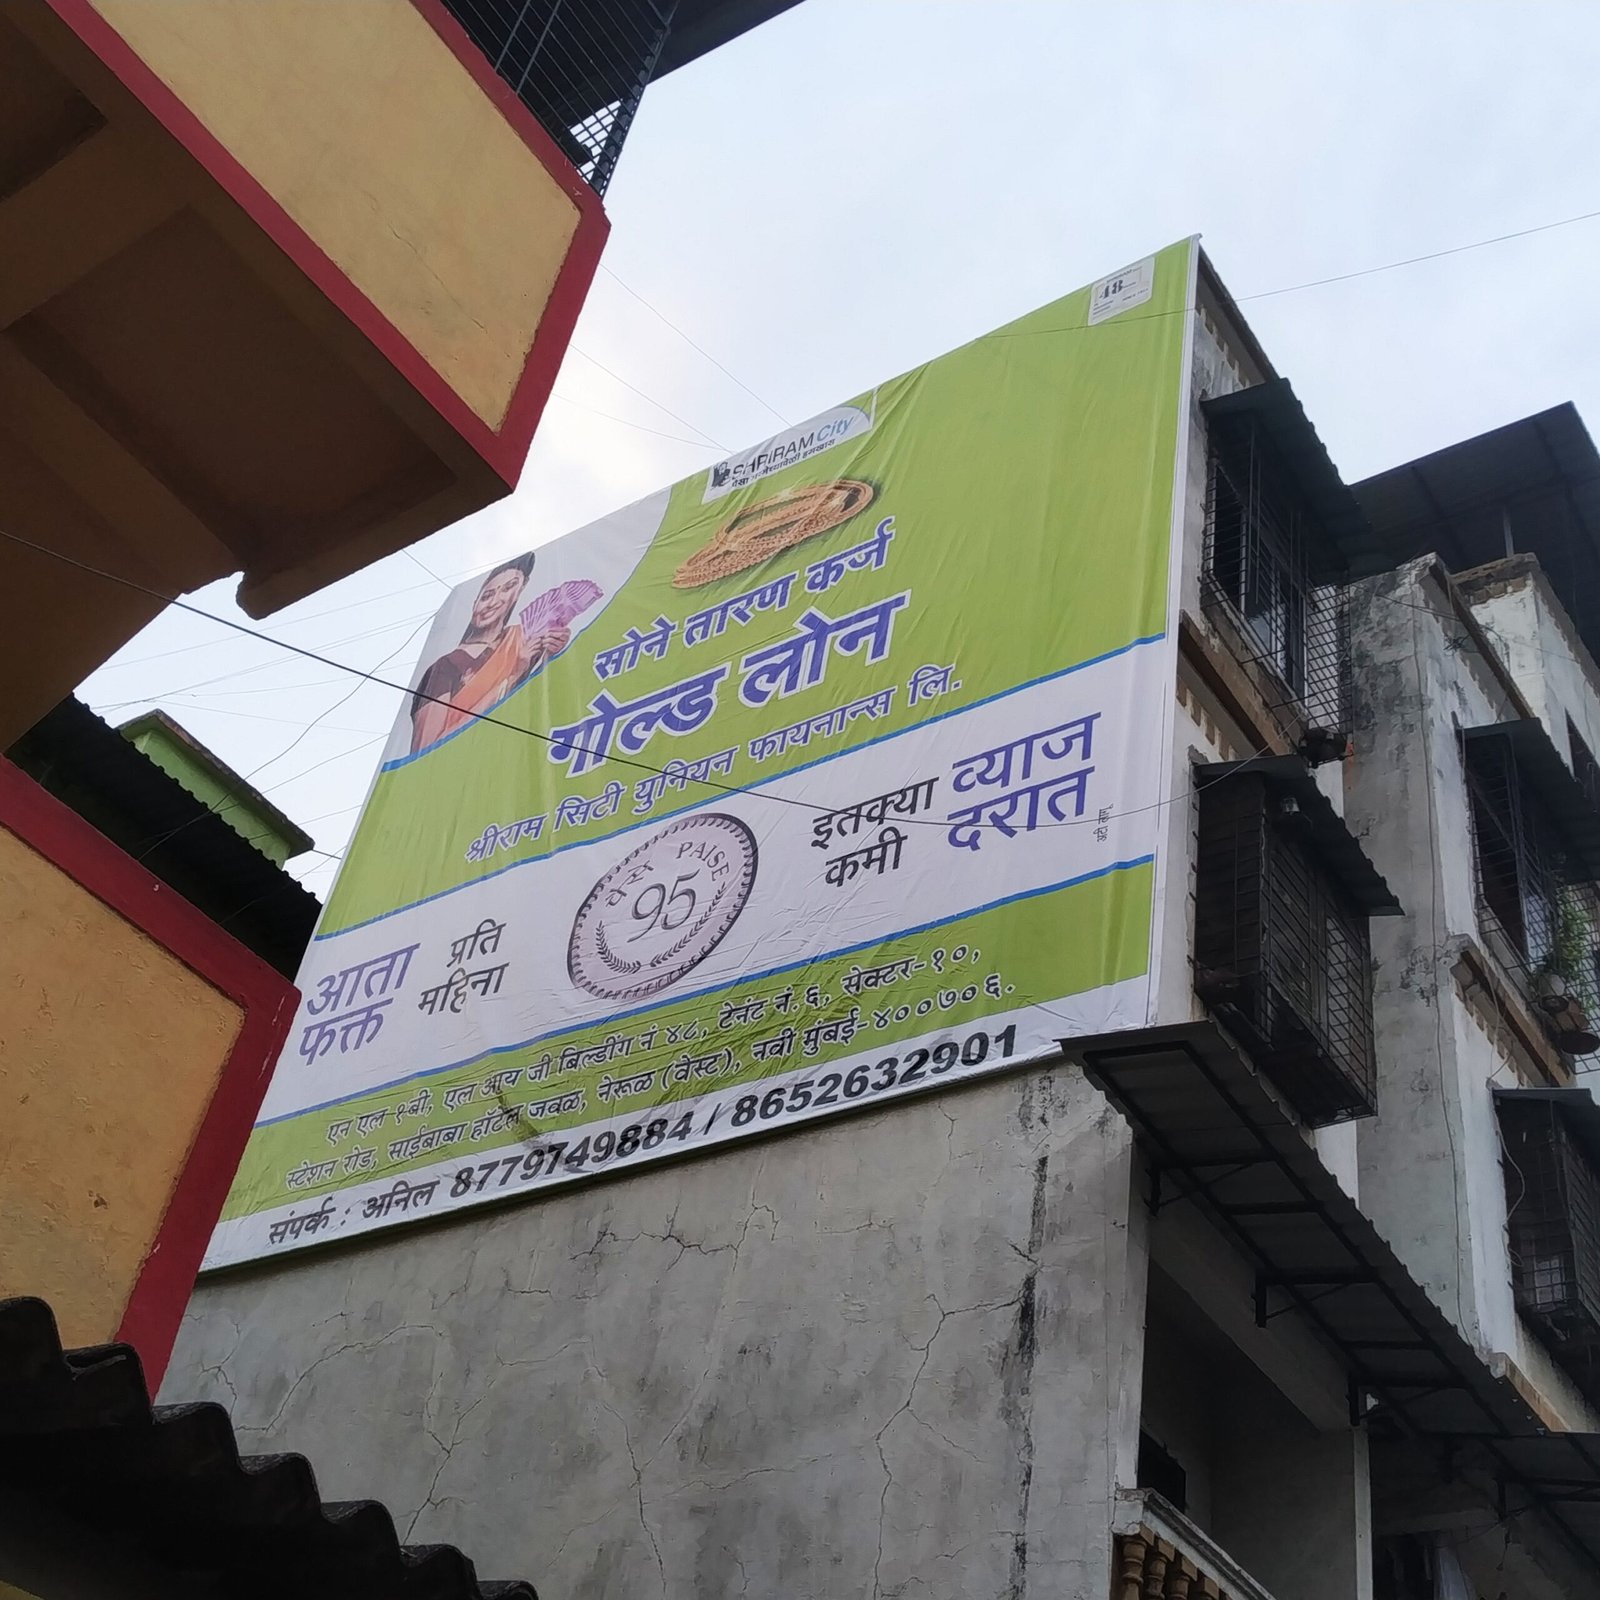 48
SHRIRAM City
सोने तारण कर्ज
गोल्ड लोन
श्रीराम सिटी युनियन फायनान्स लि.
आता
फक्त
प्रति
महिना
पैसे PAISE
95
इतक्या
कमी
व्याज
दरात
एन एल १बी, एल आय जी बिल्डींग नं ४८, टेनंट नं.६, सेक्टर-१०,
स्टेशन रोड, साईबाबा हॉटेल जवळ, नेरूळ (वेस्ट), नवी मुंबई-४००७०६.
संपर्क : अनिल 8779749884 / 8652632901